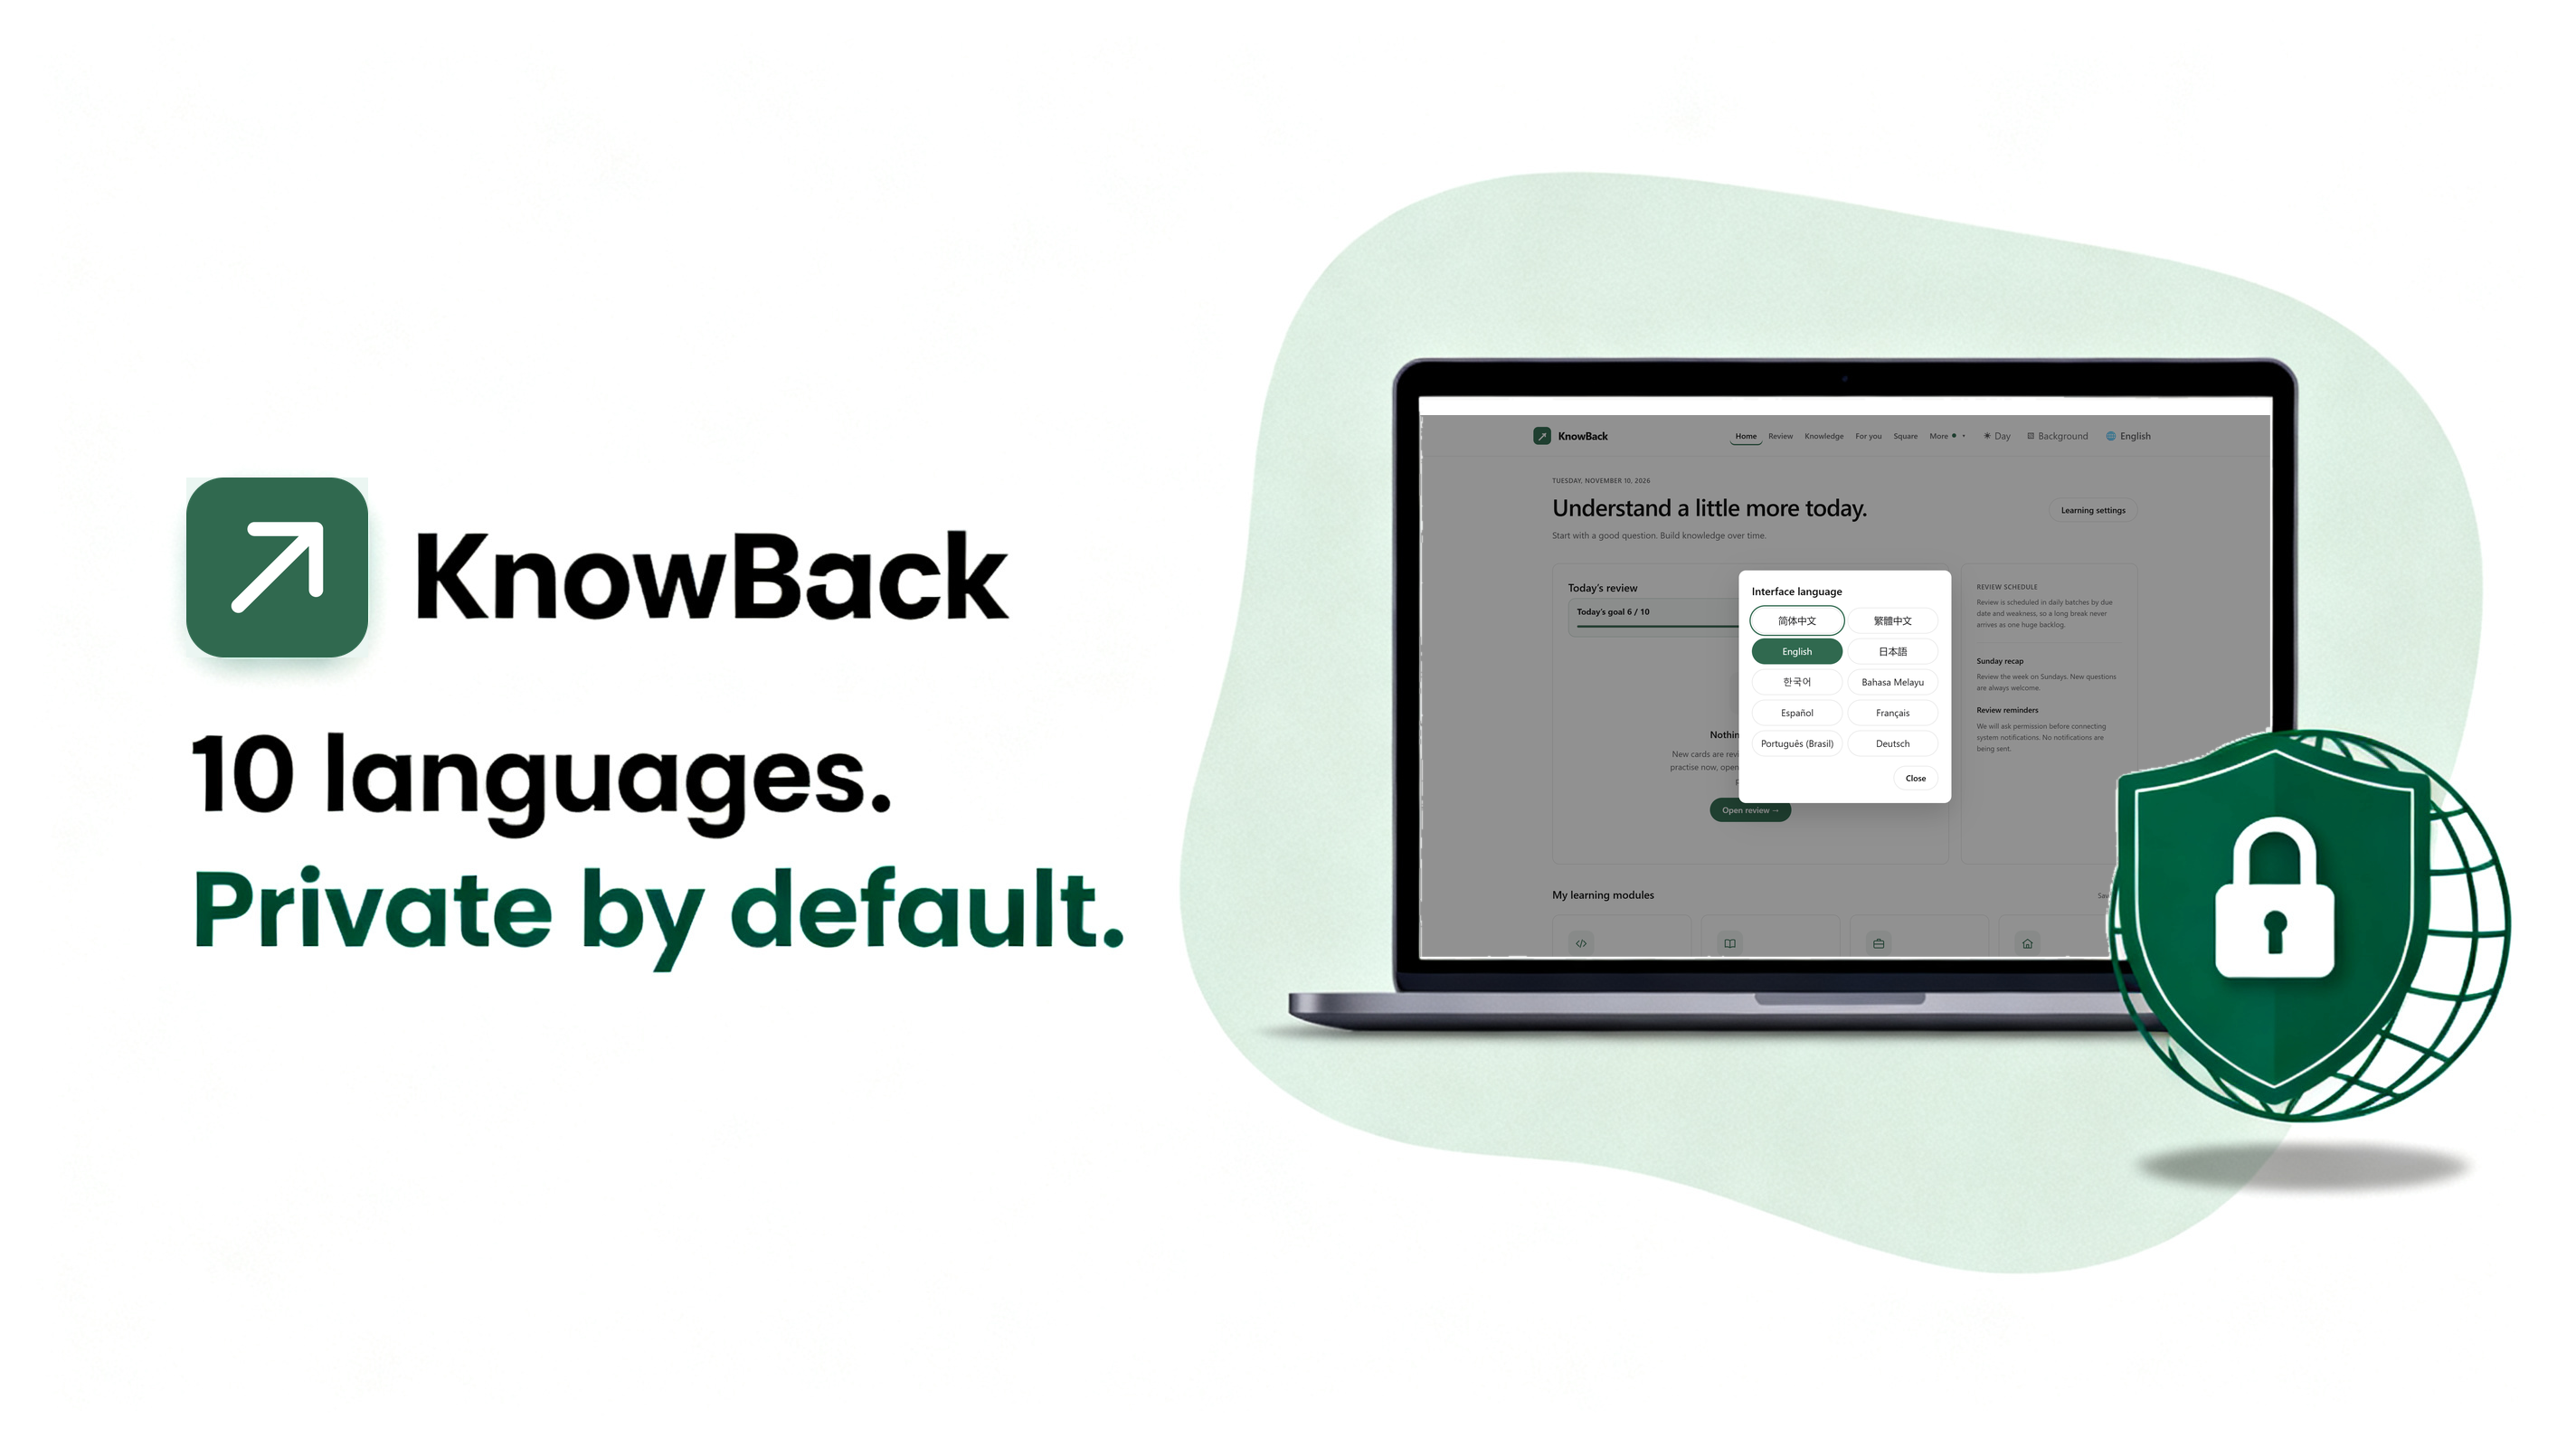 KnowBack
10 languages.
Private by default.
KnowBack
Home Review Knowledge For you Square More Day Background English
TUESDAY, NOVEMBER 10, 2026
Understand a little more today.
Learning settings
Start with a good question. Build knowledge over time.
Today's review
Today's goal 6 / 10
New cards are
practise now, open
Open review →
Interface language
简体中文 繁體中文
English 日本語
한국어 Bahasa Melayu
Español Français
Português (Brasil) Deutsch
Close
REVIEW SCHEDULE
Review is scheduled in daily batches by due
date and weakness, so a long break never
arrives as one huge backlog.
Sunday recap
Review the week on Sundays. New questions
are always welcome.
Review reminders
We will ask permission before connecting
system notifications. No notifications are
being sent.
My learning modules